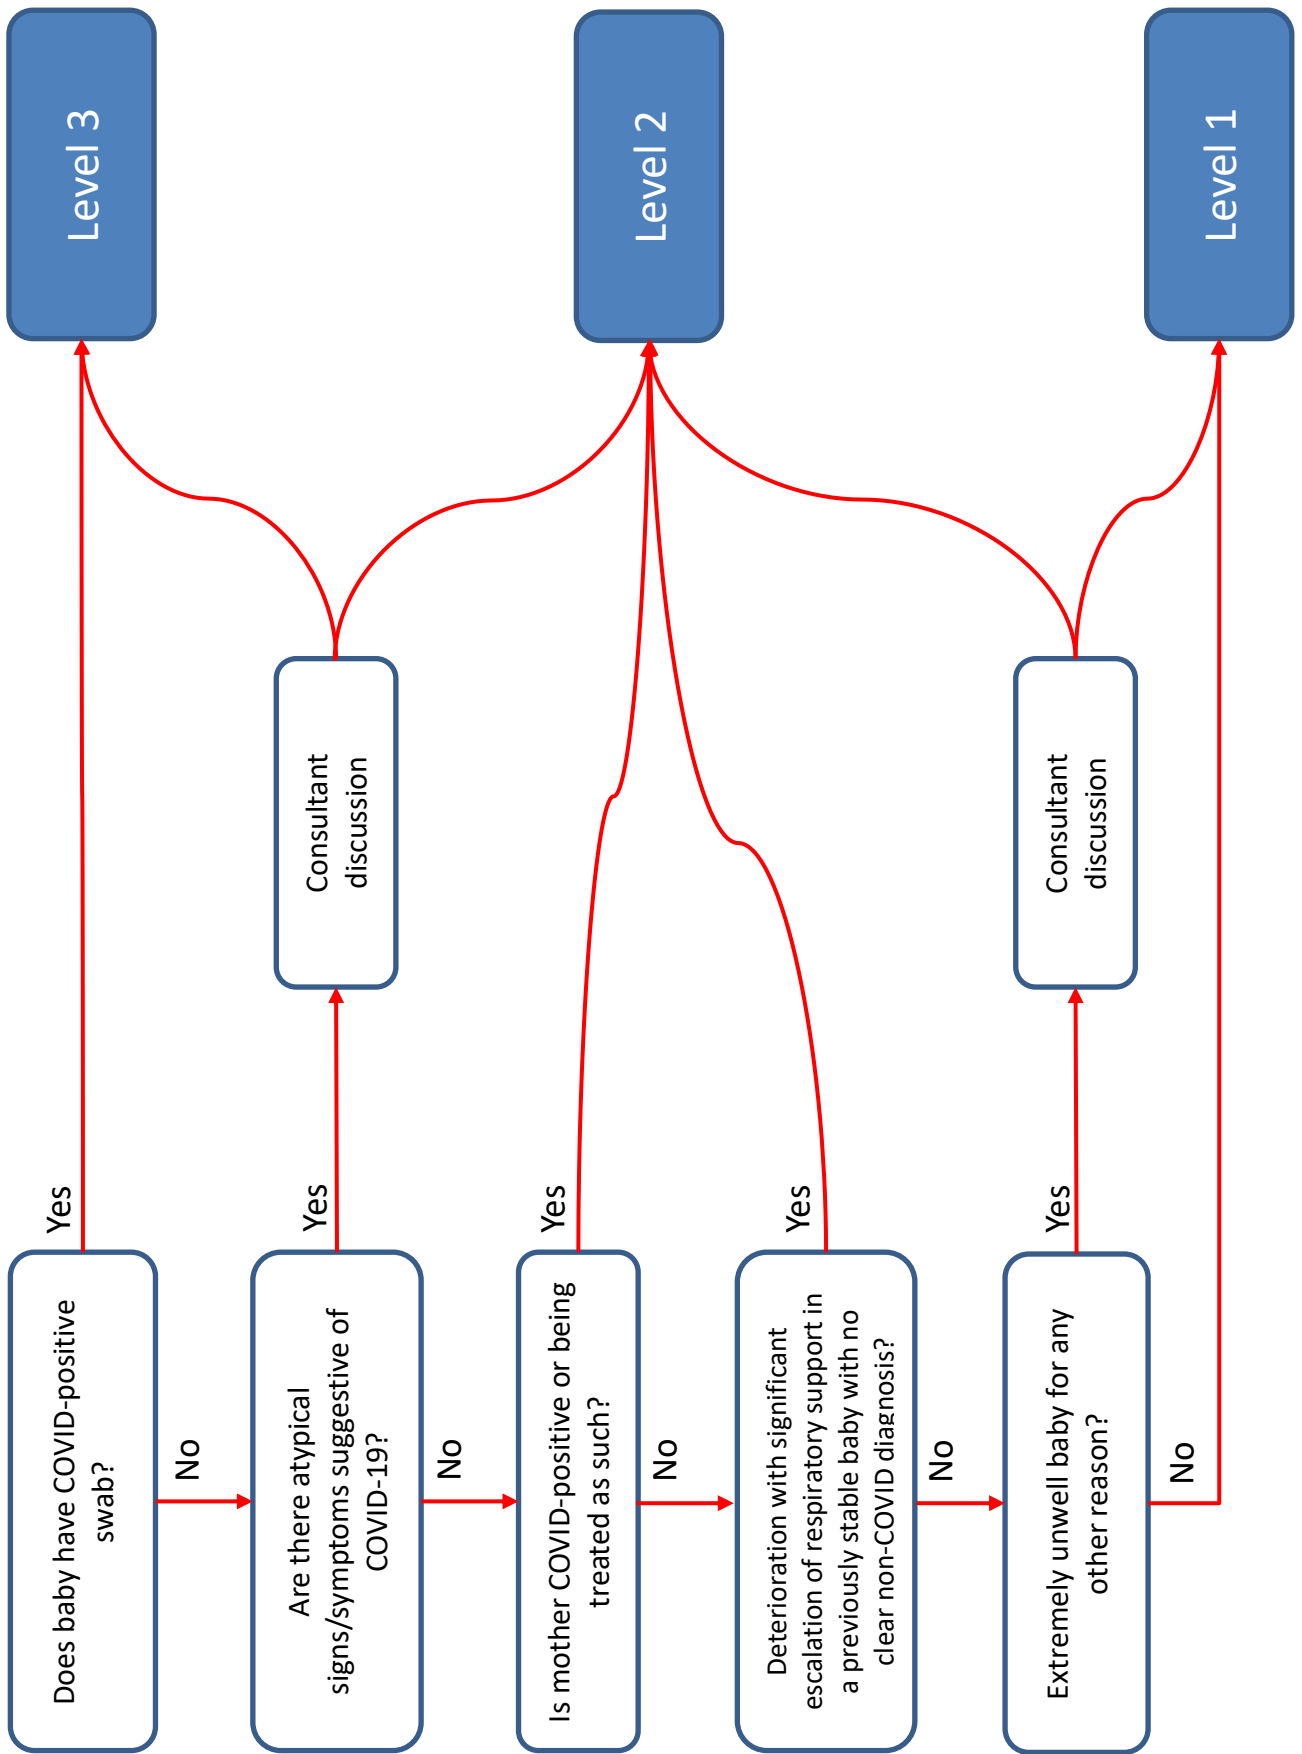 Does baby have COVID-positive
swab?
Yes
Level 3
No
Are there atypical
signs/symptoms suggestive of
COVID-19?
Yes
Consultant
discussion
No
Is mother COVID-positive or being
treated as such?
Yes
Level 2
No
Deterioration with significant
escalation of respiratory support in
a previously stable baby with no
clear non-COVID diagnosis?
Yes
No
Extremely unwell baby for any
other reason?
Yes
Consultant
discussion
No
Level 1